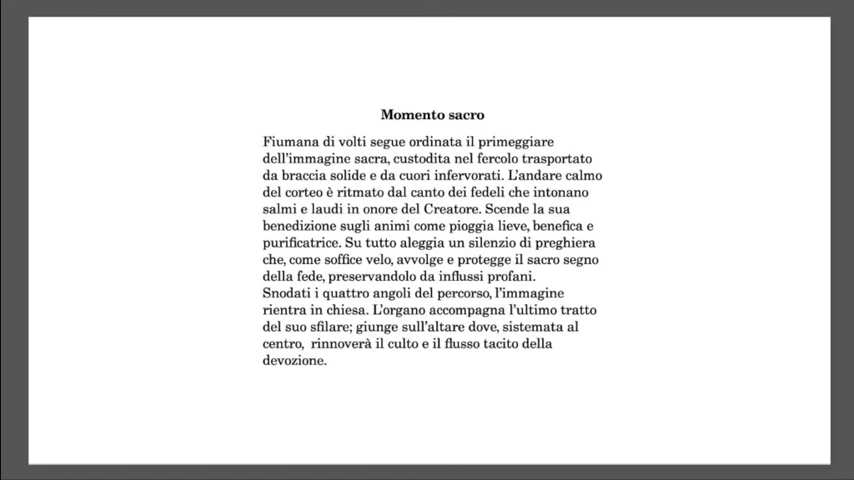 Momento sacro
Fiumana di volti segue ordinata il primeggiare
dell'immagine sacra, custodita nel fercolo trasportato
da braccia solide e da cuori infervorati. L'andare calmo
del corteo è ritmato dal canto dei fedeli che intonano
salmi e laudi in onore del Creatore. Scende la sua
benedizione sugli animi come pioggia lieve, benefica e
purificatrice. Su tutto aleggia un silenzio di preghiera
che, come soffice velo, avvolge e protegge il sacro segno
della fede, preservandolo da influssi profani.
Snodati i quattro angoli del percorso, l'immagine
rientra in chiesa. L'organo accompagna l'ultimo tratto
del suo sfilare; giunge sull'altare dove, sistemata al
centro,  rinnoverà il culto e il flusso tacito della
devozione.